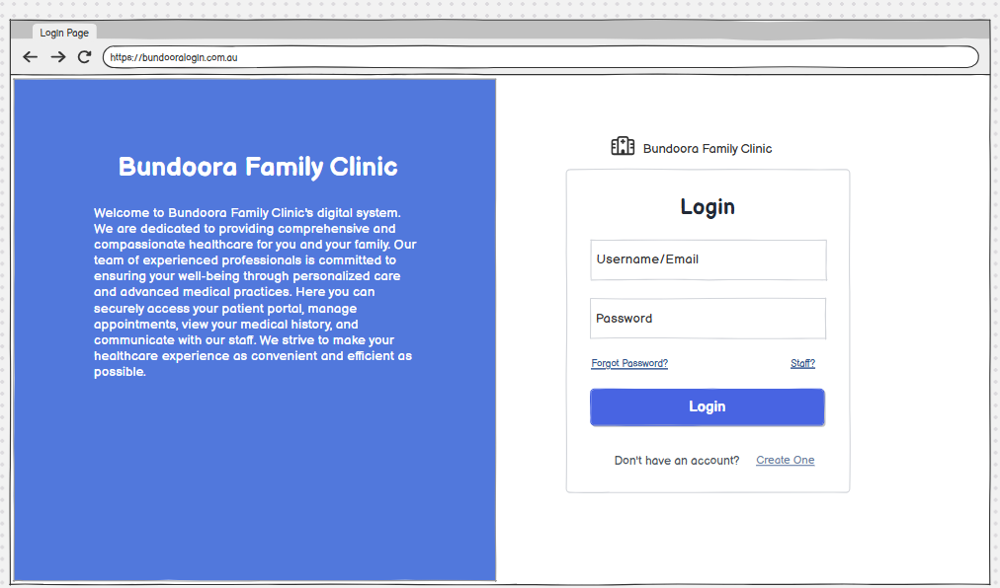 Login Page
https://bundooralogin.com.au
Bundoora Family Clinic
Welcome to Bundoora Family Clinic's digital system.
We are dedicated to providing comprehensive and
compassionate healthcare for you and your family. Our
team of experienced professionals is committed to
ensuring your well-being through personalized care
and advanced medical practices. Here you can
securely access your patient portal, manage
appointments, view your medical history, and
communicate with our staff. We strive to make your
healthcare experience as convenient and efficient as
possible.
Bundoora Family Clinic
Login
Username/Email
Password
Forgot Password? Staff?
Login
Don't have an account? Create One